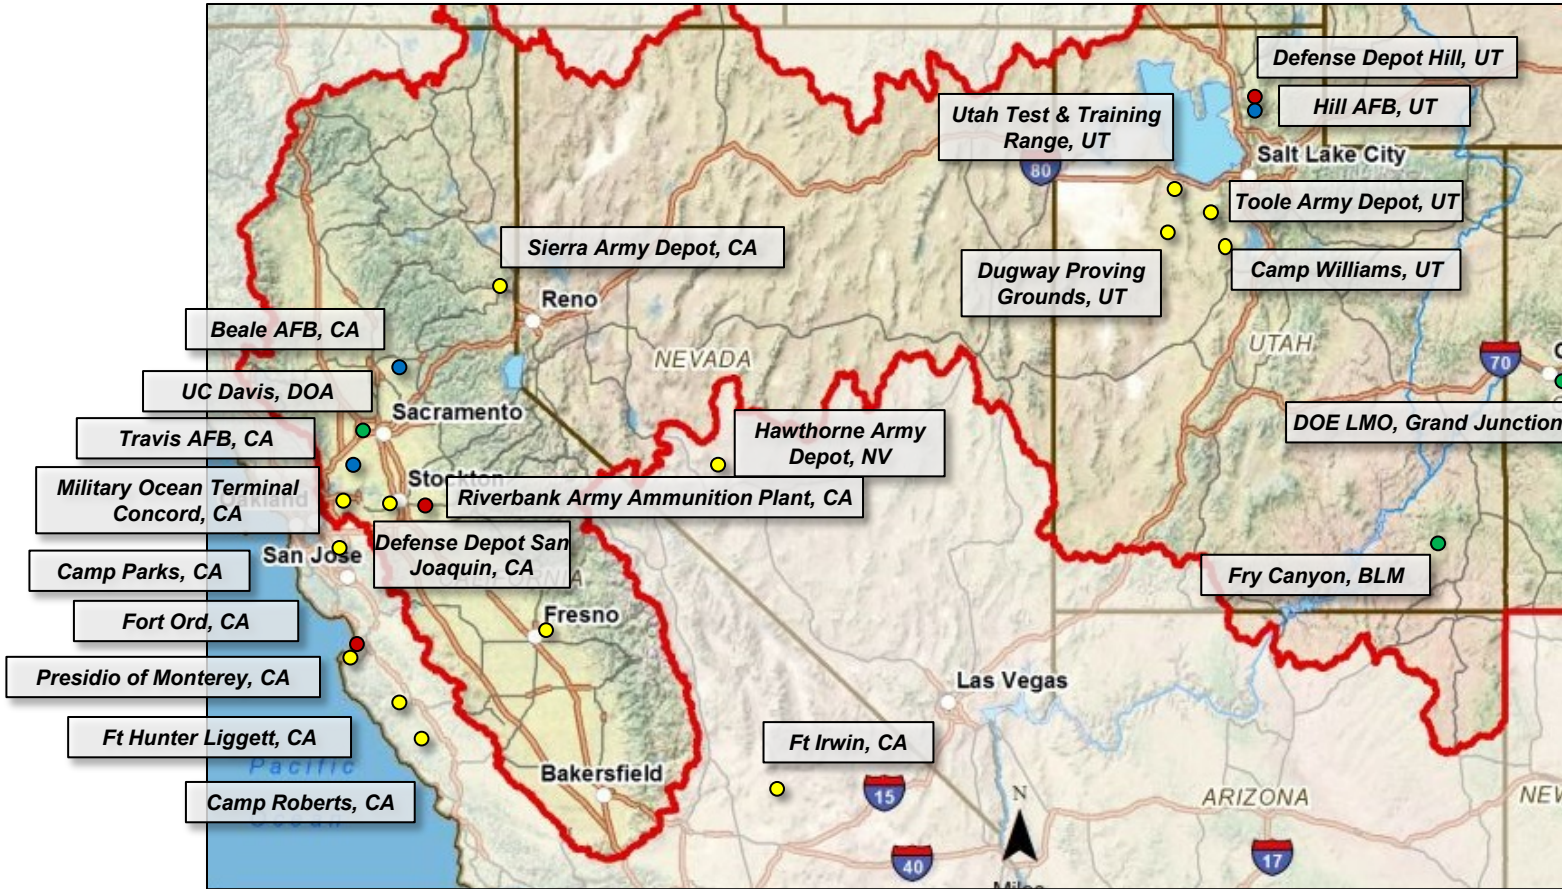 Defense Depot Hill, UT
Hill AFB, UT
Utah Test & Training
Range, UT
80
Salt Lake City
Toole Army Depot, UT
Sierra Army Depot, CA
Dugway Proving
Grounds, UT
Camp Williams, UT
Reno
Beale AFB, CA
NEVADA
UTAH
70
UC Davis, DOA
Sacramento
Travis AFB, CA
Hawthorne Army
Depot, NV
DOE LMO, Grand Junction
Military Ocean Terminal
Concord, CA
Oakland
Stockton
Riverbank Army Ammunition Plant, CA
San Jose
Defense Depot San
Joaquin, CA
Camp Parks, CA
Fry Canyon, BLM
Fort Ord, CA
Fresno
Presidio of Monterey, CA
Las Vegas
Ft Hunter Liggett, CA
Ft Irwin, CA
Pacific
Ocean
Bakersfield
Camp Roberts, CA
15
N
ARIZONA
NEV
40
17
Miles